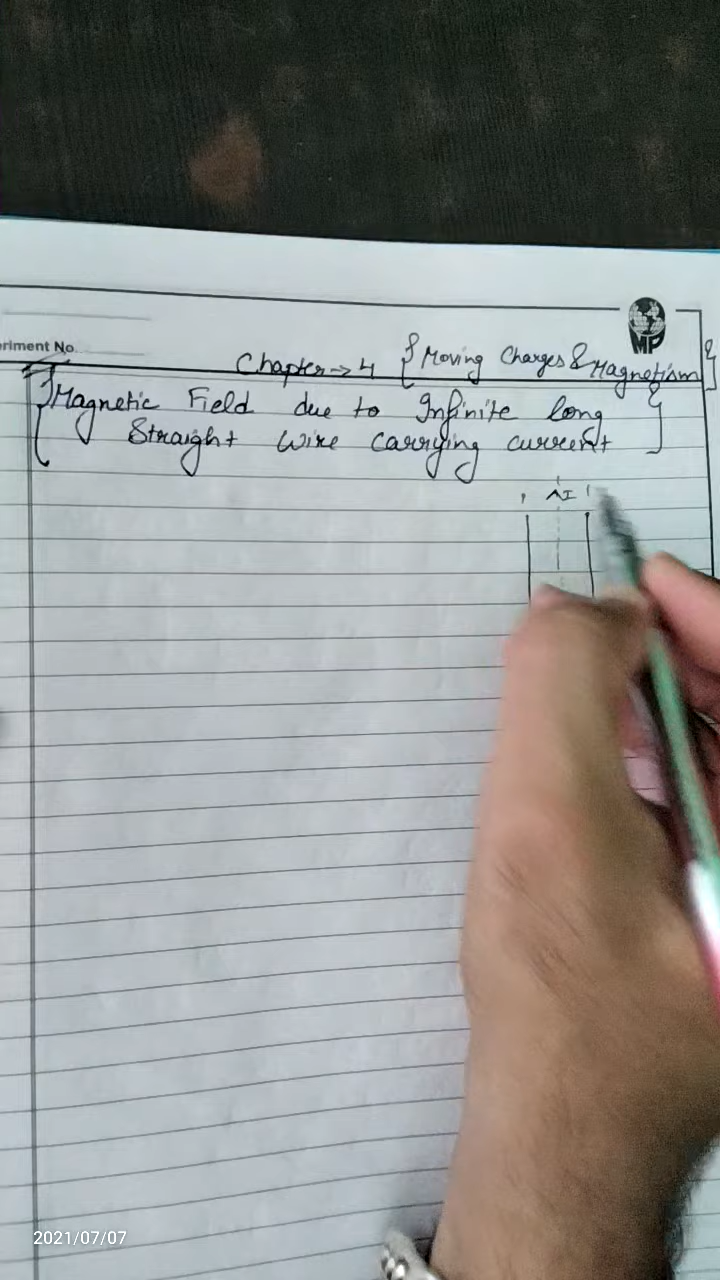 MP
eriment No.
Chapter → 4 { Moving Charges & Magnetism }
{ Magnetic Field due to Infinite long
Straight Wire Carrying current }
I
2021/07/07